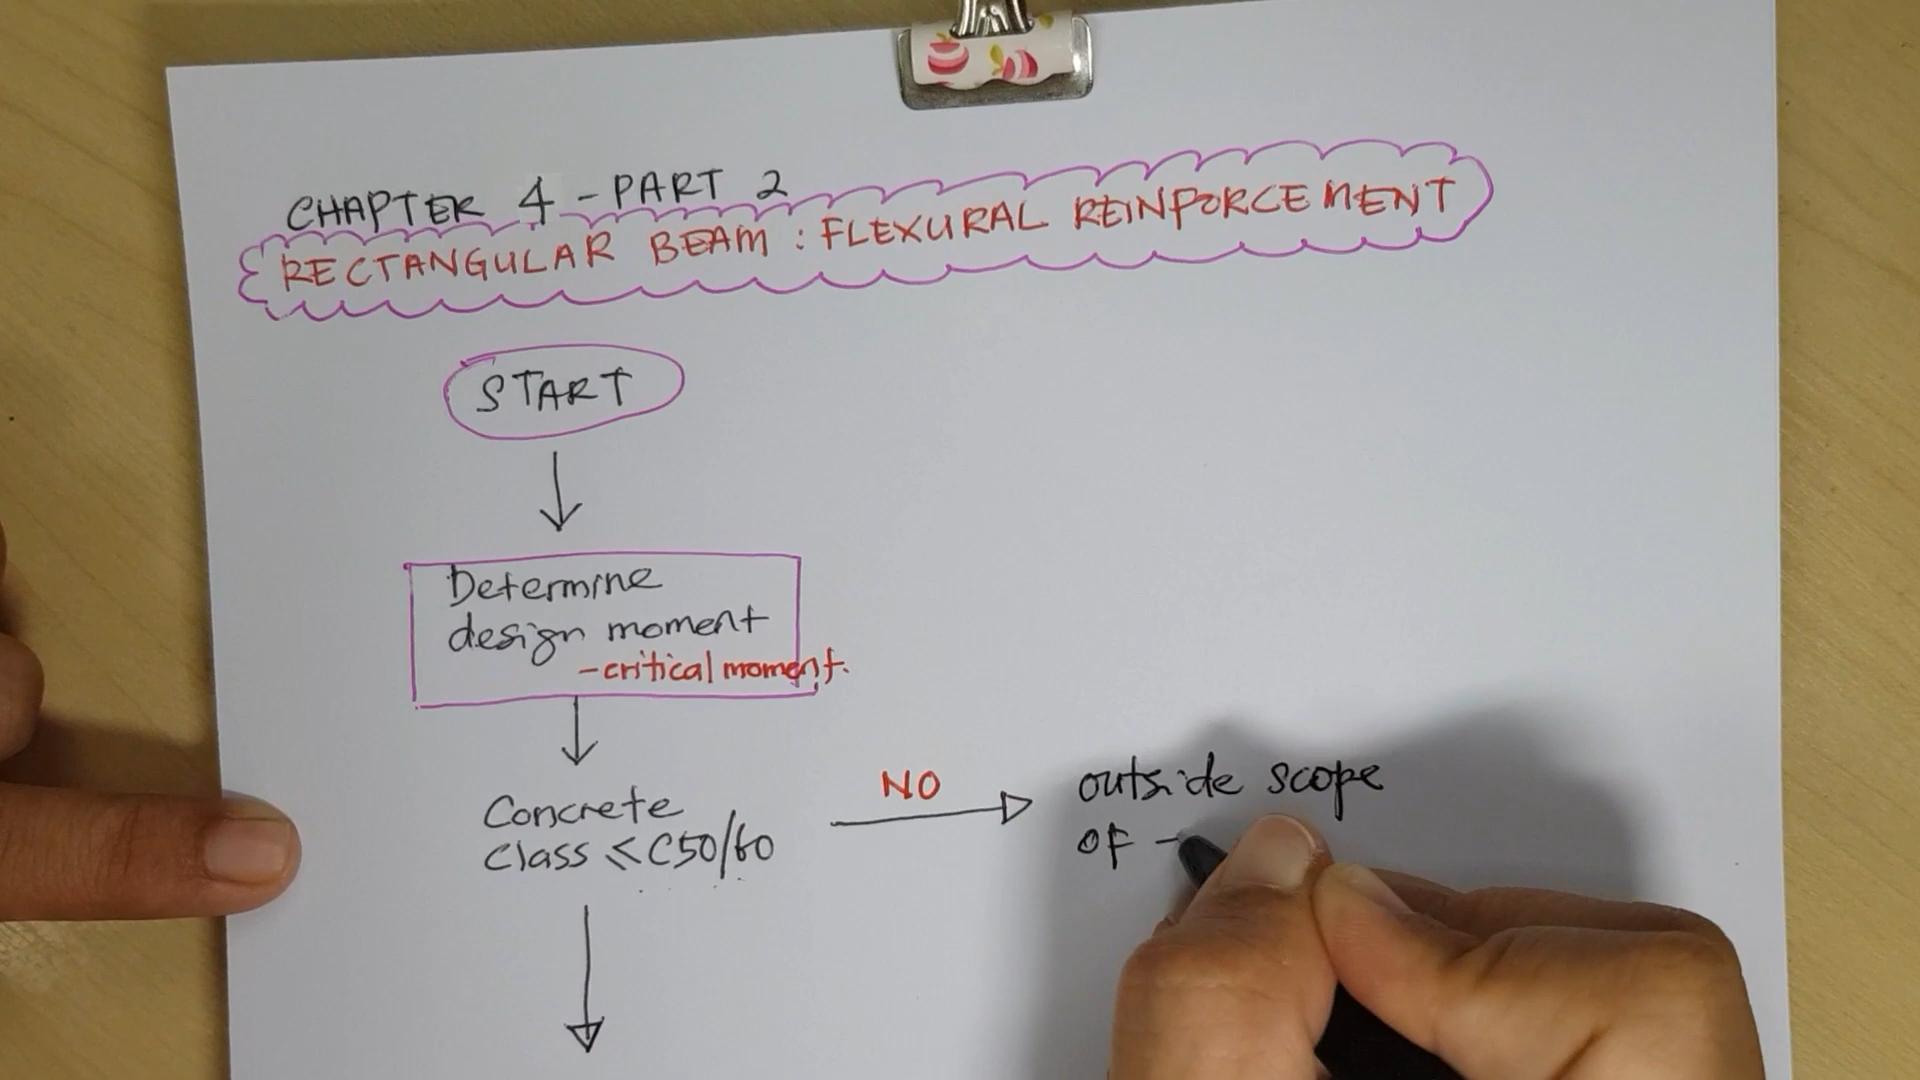 CHAPTER 4 - PART 2
RECTANGULAR BEAM : FLEXURAL REINFORCEMENT
START
Determine
design moment
- critical moment.
Concrete
class ≤ C50/60
NO
outside scope
of